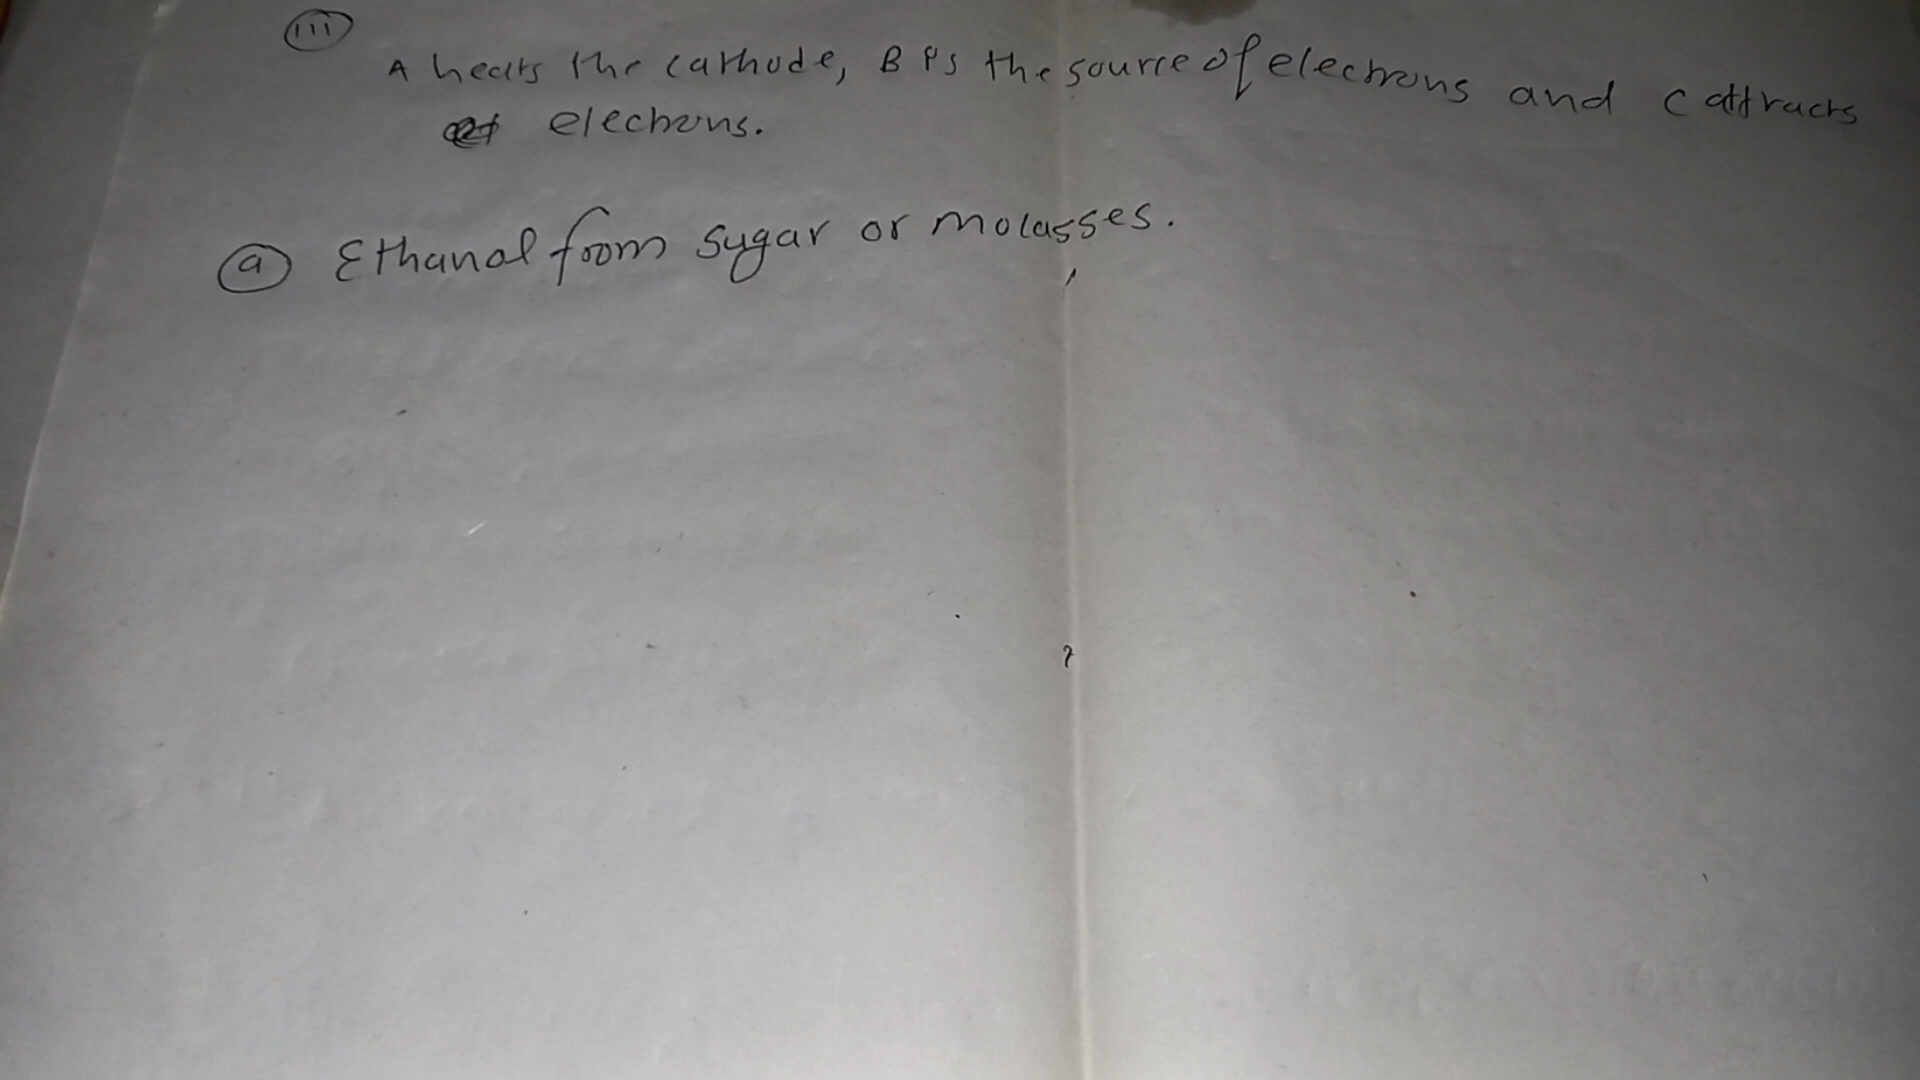 (iii)
A heats the cathode, B is the source of electrons and C attracts
electrons.
(a) Ethanol from sugar or molasses.